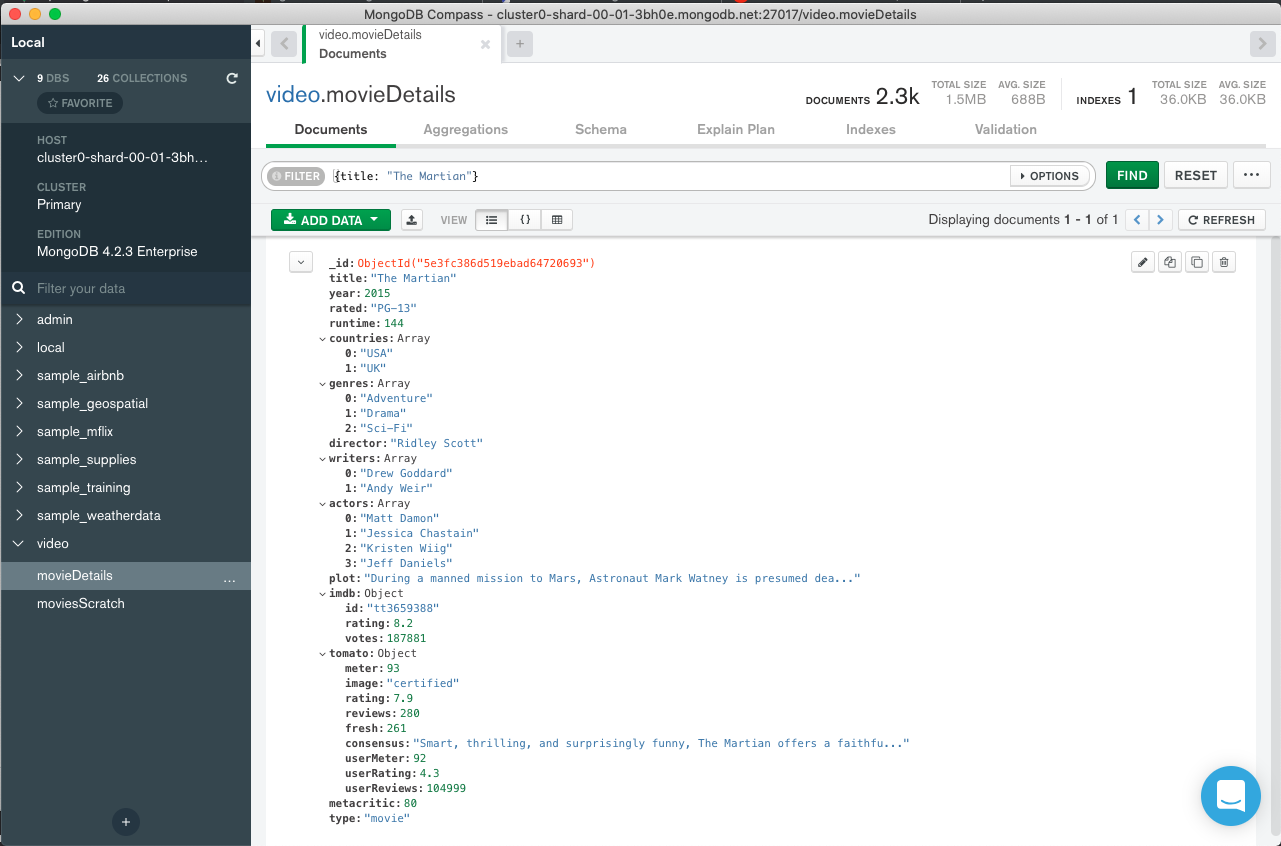 MongoDB Compass - cluster0-shard-00-01-3bh0e.mongodb.net:27017/video.movieDetails
Local
9 DBS 26 COLLECTIONS
FAVORITE
HOST
cluster0-shard-00-01-3bh...
CLUSTER
Primary
EDITION
MongoDB 4.2.3 Enterprise
Filter your data
admin
local
sample_airbnb
sample_geospatial
sample_mflix
sample_supplies
sample_training
sample_weatherdata
video
movieDetails ...
moviesScratch
+
video.movieDetails
Documents
+
video.movieDetails
DOCUMENTS 2.3k
TOTAL SIZE AVG. SIZE
1.5MB 688B
INDEXES 1
TOTAL SIZE AVG. SIZE
36.0KB 36.0KB
Documents Aggregations Schema Explain Plan Indexes Validation
FILTER {title: "The Martian"} OPTIONS FIND RESET ...
ADD DATA VIEW {} Displaying documents 1 - 1 of 1 < > REFRESH
_id: ObjectId("5e3fc386d519ebad64720693")
title: "The Martian"
year: 2015
rated: "PG-13"
runtime: 144
countries: Array
0: "USA"
1: "UK"
genres: Array
0: "Adventure"
1: "Drama"
2: "Sci-Fi"
director: "Ridley Scott"
writers: Array
0: "Drew Goddard"
1: "Andy Weir"
actors: Array
0: "Matt Damon"
1: "Jessica Chastain"
2: "Kristen Wiig"
3: "Jeff Daniels"
plot: "During a manned mission to Mars, Astronaut Mark Watney is presumed dea..."
imdb: Object
id: "tt3659388"
rating: 8.2
votes: 187881
tomato: Object
meter: 93
image: "certified"
rating: 7.9
reviews: 280
fresh: 261
consensus: "Smart, thrilling, and surprisingly funny, The Martian offers a faithfu..."
userMeter: 92
userRating: 4.3
userReviews: 104999
metacritic: 80
type: "movie"